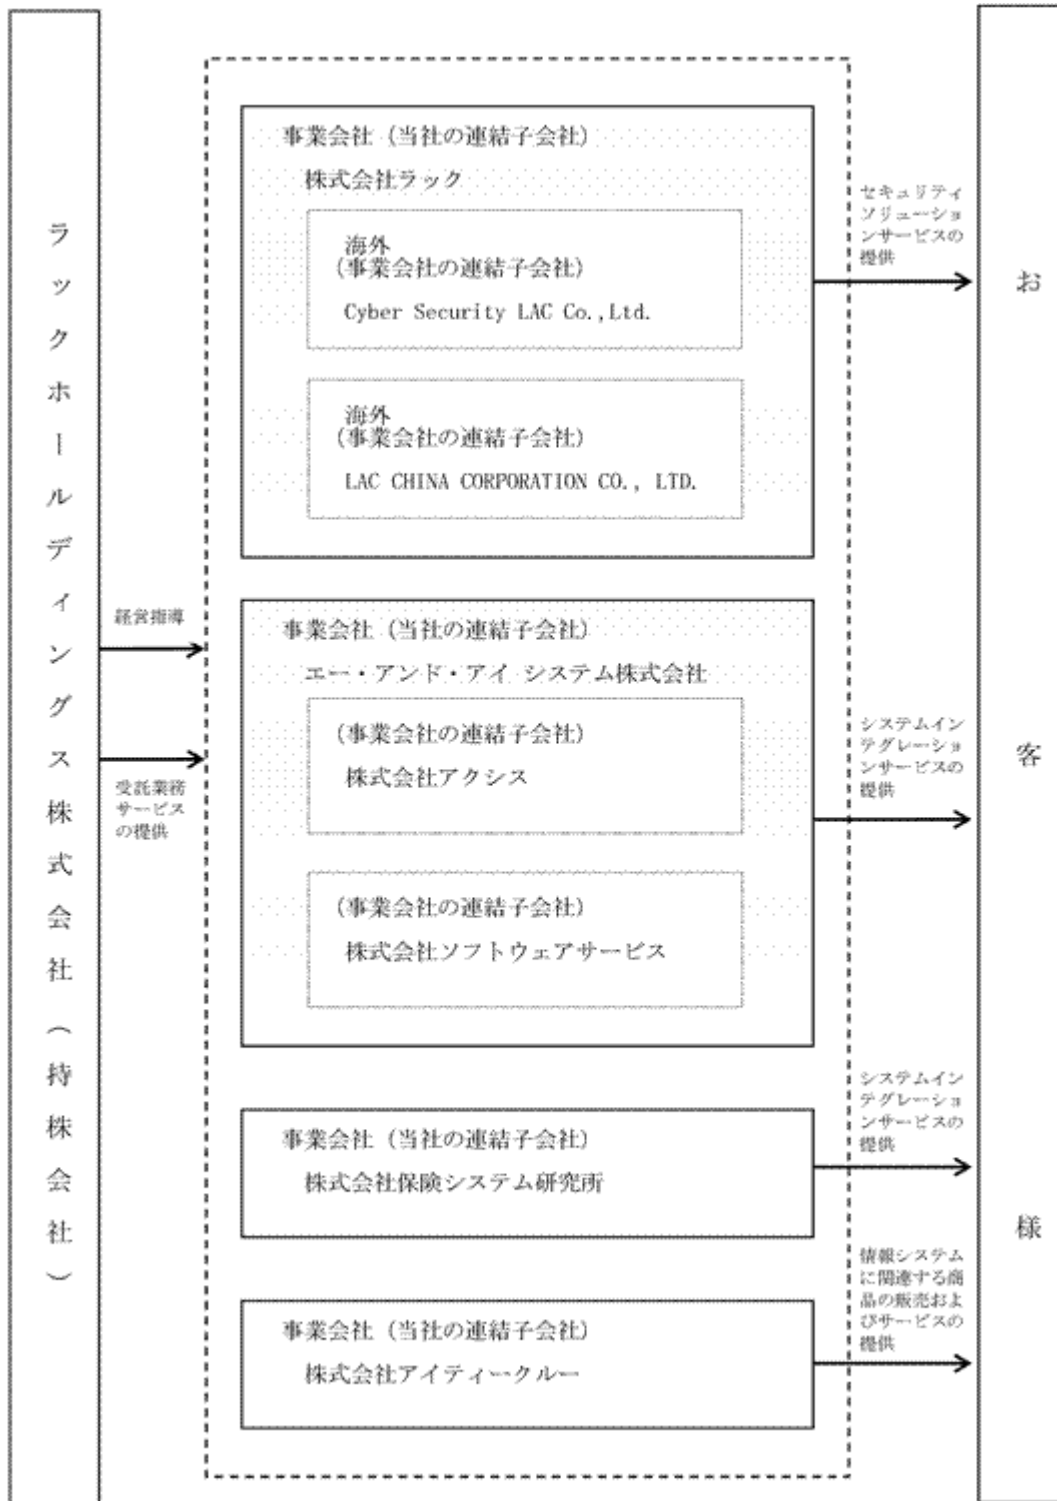 ラックホールディングス株式会社（持株会社）
経営指導
受託業務
サービス
の提供
事業会社（当社の連結子会社）
株式会社ラック
海外
（事業会社の連結子会社）
Cyber Security LAC Co.,Ltd.
海外
（事業会社の連結子会社）
LAC CHINA CORPORATION CO., LTD.
セキュリティ
ソリューショ
ンサービスの
提供
事業会社（当社の連結子会社）
エー・アンド・アイ システム株式会社
（事業会社の連結子会社）
株式会社アクシス
（事業会社の連結子会社）
株式会社ソフトウェアサービス
システムイン
テグレーショ
ンサービスの
提供
事業会社（当社の連結子会社）
株式会社保険システム研究所
システムイン
テグレーショ
ンサービスの
提供
事業会社（当社の連結子会社）
株式会社アイティークルー
情報システム
に関連する商
品の販売およ
びサービスの
提供
お客様